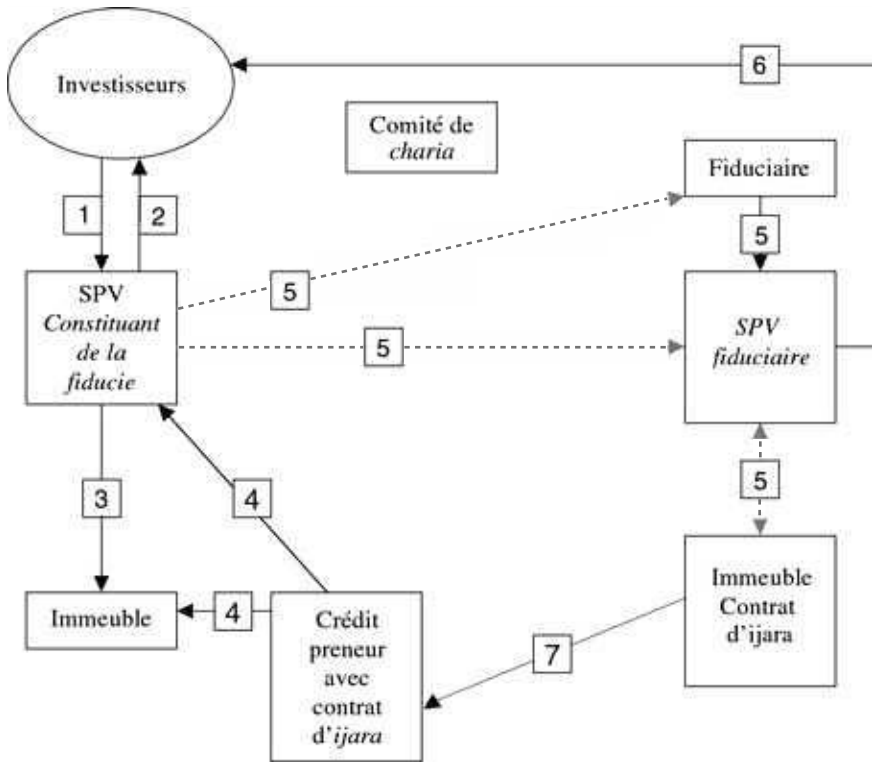 6
Investisseurs
Comité de
charia
Fiduciaire
1
2
5
SPV
Constituant
de la
fiducie
5
5
SPV
fiduciaire
3
4
5
Immeuble
4
Crédit
preneur
avec
contrat
d'ijara
7
Immeuble
Contrat
d'ijara